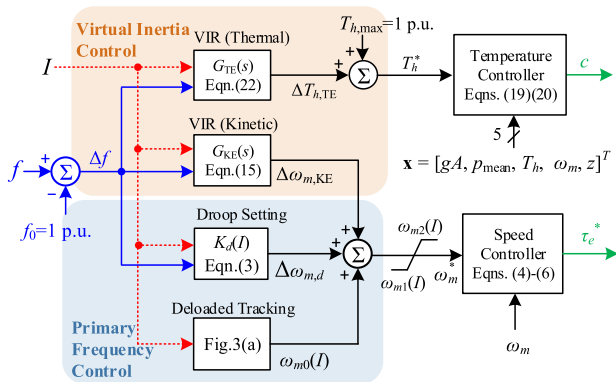 Virtual Inertia
Control
I
VIR (Thermal)
G_TE(s)
Eqn.(22)
ΔT_h,TE
T_h,max=1 p.u.
+
+
Σ
T_h^*
Temperature
Controller
Eqns. (19)(20)
c
5
x = [gA, p_mean, T_h, ω_m, z]^T
VIR (Kinetic)
G_KE(s)
Eqn.(15)
Δω_m,KE
f
+
Σ
−
Δf
f_0=1 p.u.
Droop Setting
K_d(I)
Eqn.(3)
Δω_m,d
+
+
+
Σ
ω_m2(I)
ω_m1(I)
ω_m^*
Speed
Controller
Eqns. (4)-(6)
τ_e^*
ω_m
Deloaded Tracking
Fig.3(a)
ω_m0(I)
Primary
Frequency
Control